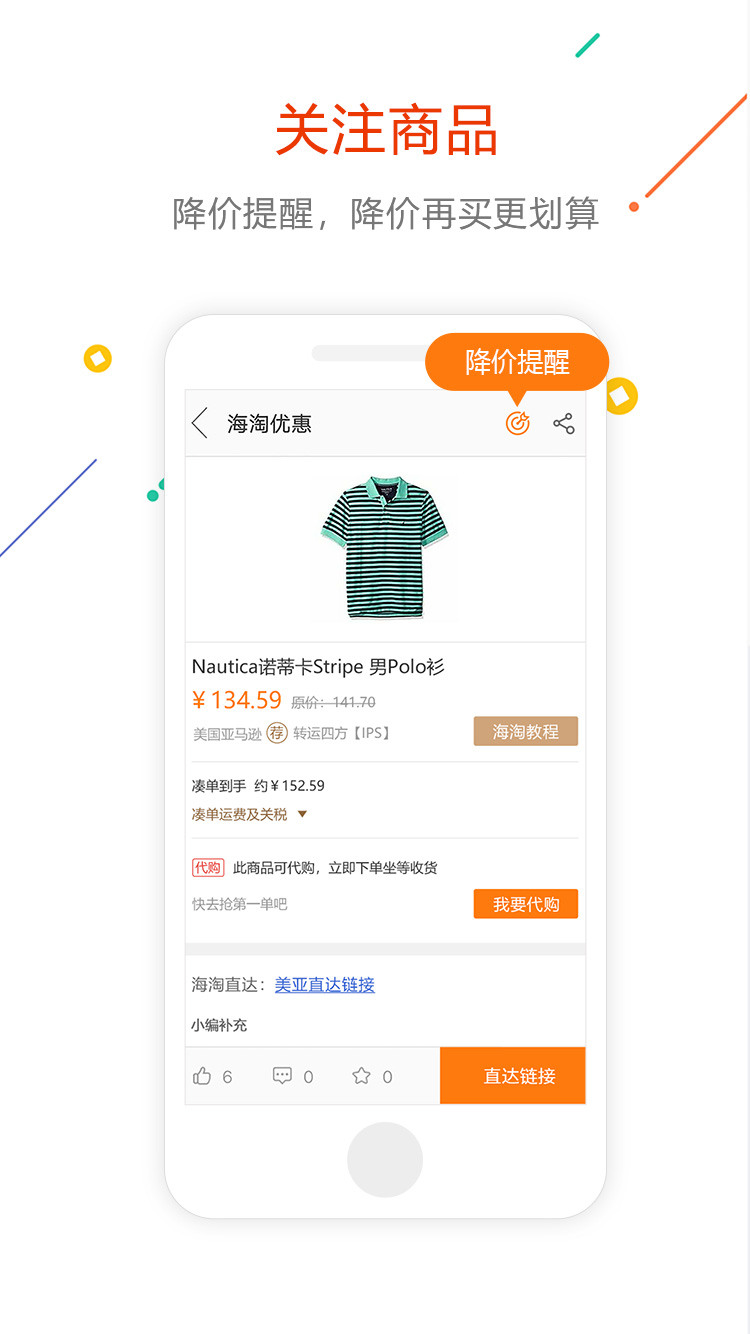 关注商品
降价提醒，降价再买更划算
降价提醒
海淘优惠
Nautica诺蒂卡Stripe 男Polo衫
¥134.59 原价：141.70
美国亚马逊 荐 转运四方【IPS】 海淘教程
凑单到手 约¥152.59
凑单运费及关税
代购 此商品可代购，立即下单坐等收货
快去抢第一单吧 我要代购
海淘直达：美亚直达链接
小编补充
6 0 0 直达链接